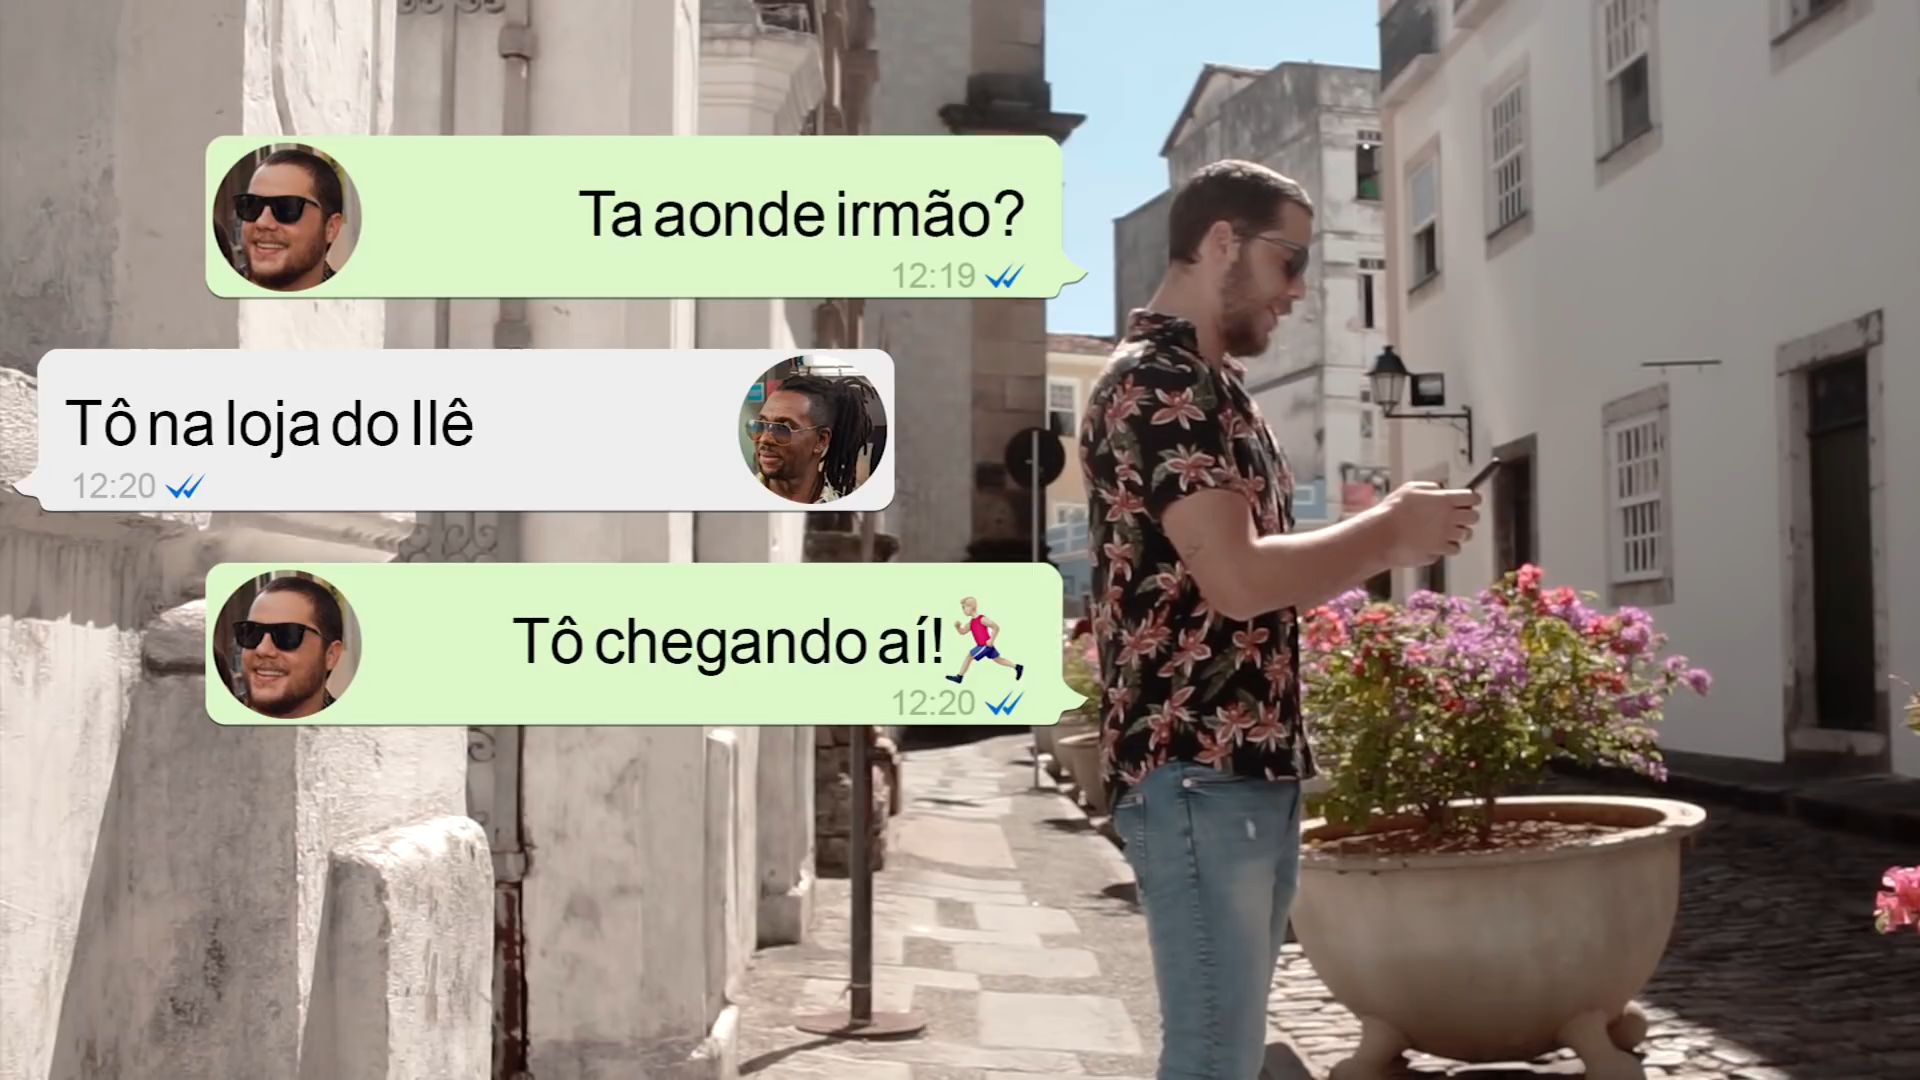 Ta aonde irmão?
12:19
Tô na loja do Ilê
12:20
Tô chegando aí!🏃
12:20